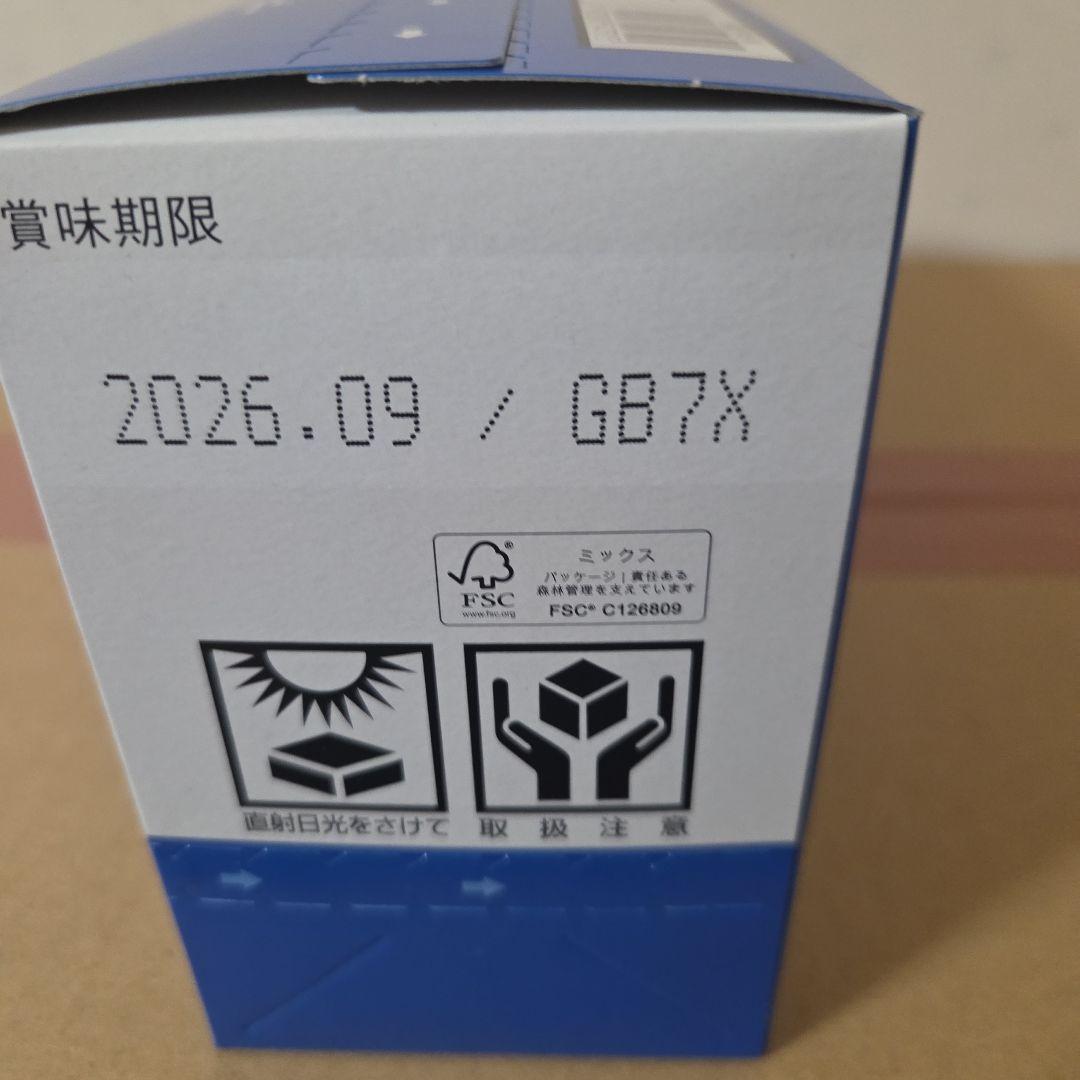 賞味期限
2026.09 / GB7X
FSC®
www.fsc.org
ミックス
パッケージ | 責任ある
森林管理を支えています
FSC® C126809
直射日光をさけて
取扱注意